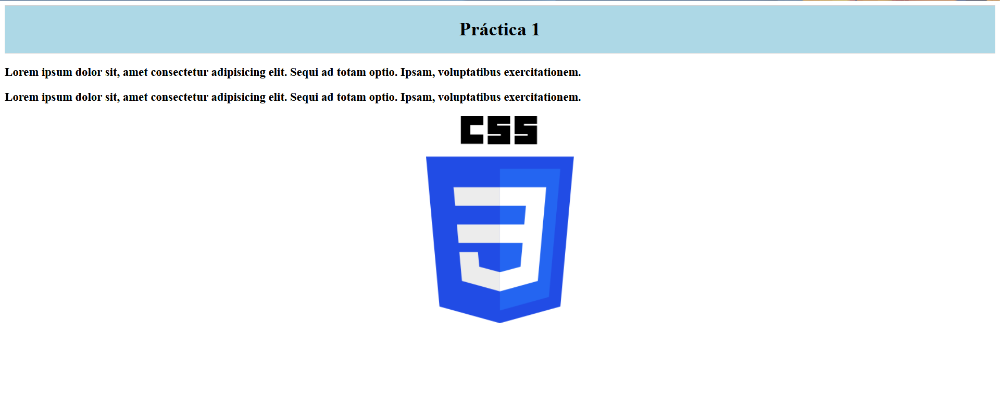 Práctica 1
Lorem ipsum dolor sit, amet consectetur adipisicing elit. Sequi ad totam optio. Ipsam, voluptatibus exercitationem.
Lorem ipsum dolor sit, amet consectetur adipisicing elit. Sequi ad totam optio. Ipsam, voluptatibus exercitationem.
CSS
3